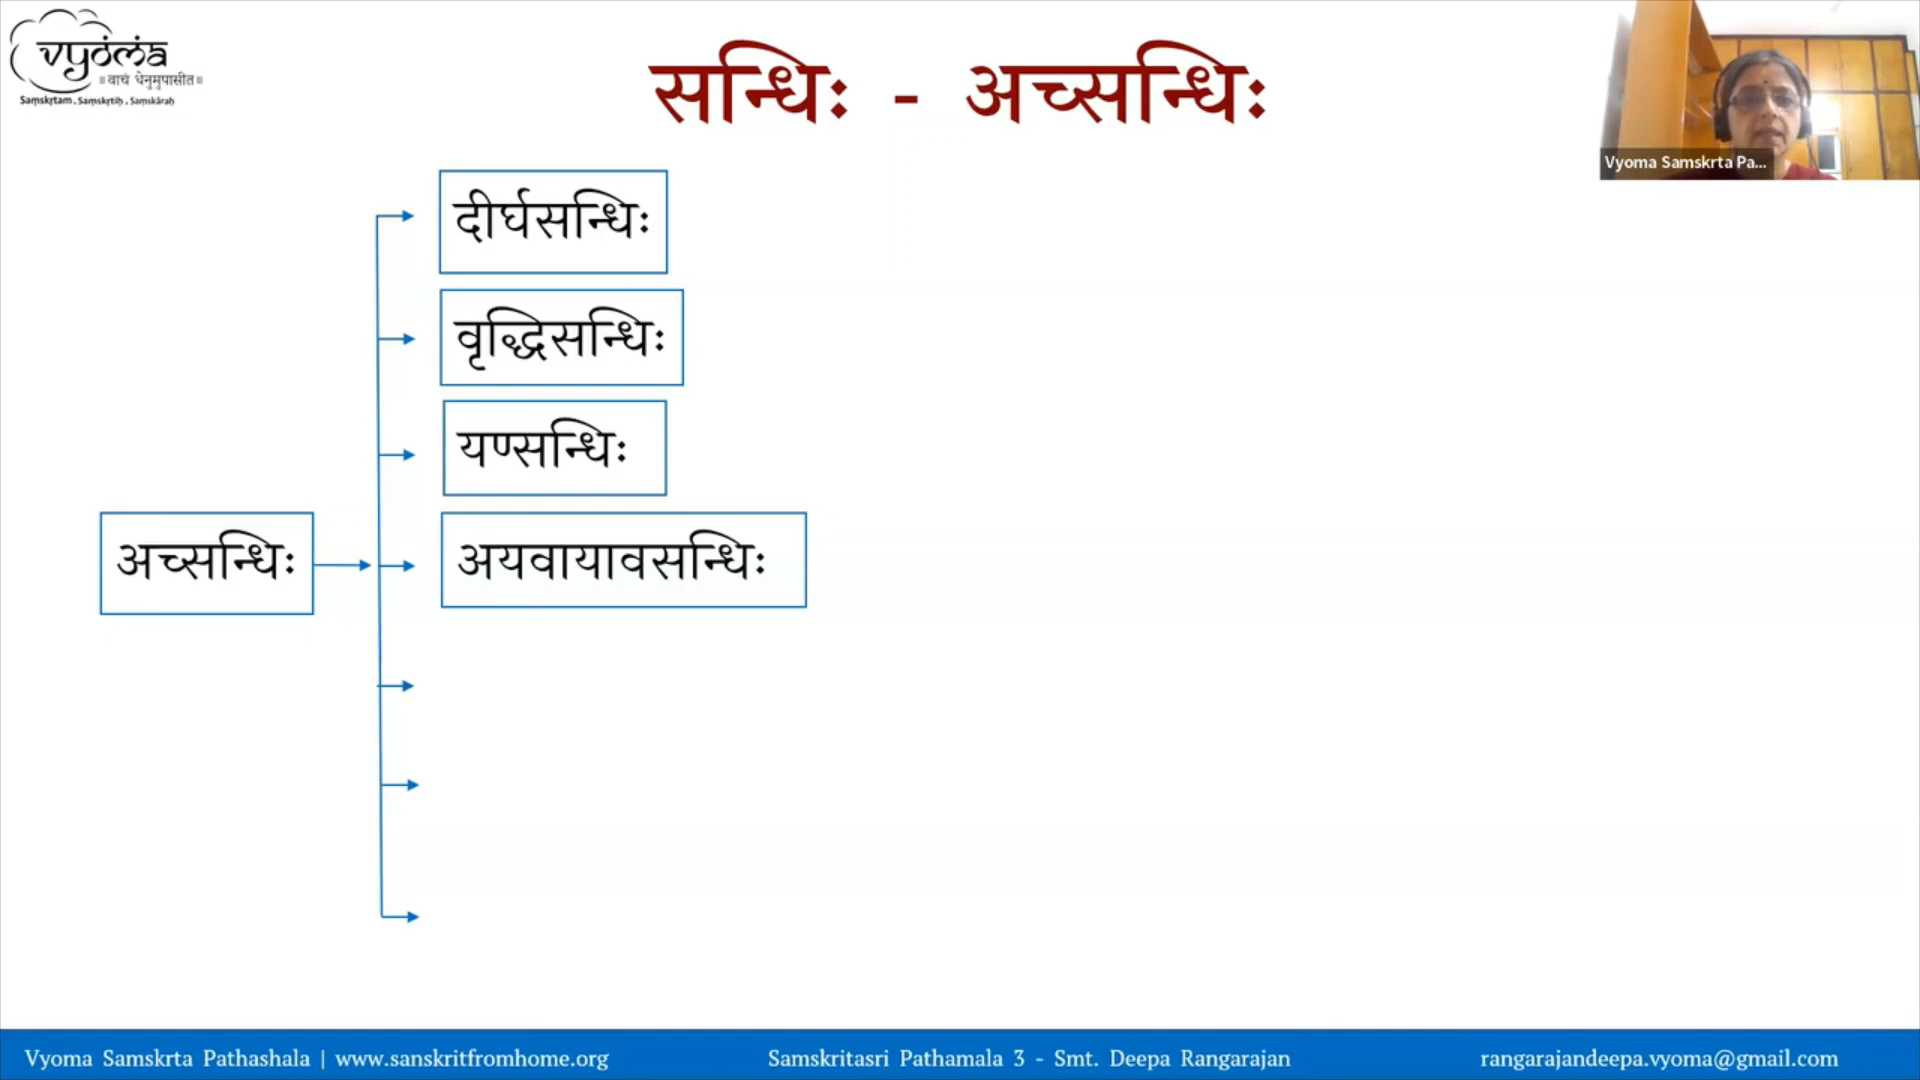 vyoma
॥ वाचं धेनुमुपासीत॥
Saṃskṛtam . Saṃskṛtiḥ . Saṃskāraḥ
सन्धिः - अच्सन्धिः
Vyoma Samskrta Pa...
दीर्घसन्धिः
वृद्धिसन्धिः
यण्सन्धिः
अच्सन्धिः
अयवायावसन्धिः
Vyoma Samskrta Pathashala | www.sanskritfromhome.org
Samskritasri Pathamala 3 - Smt. Deepa Rangarajan
rangarajandeepa.vyoma@gmail.com